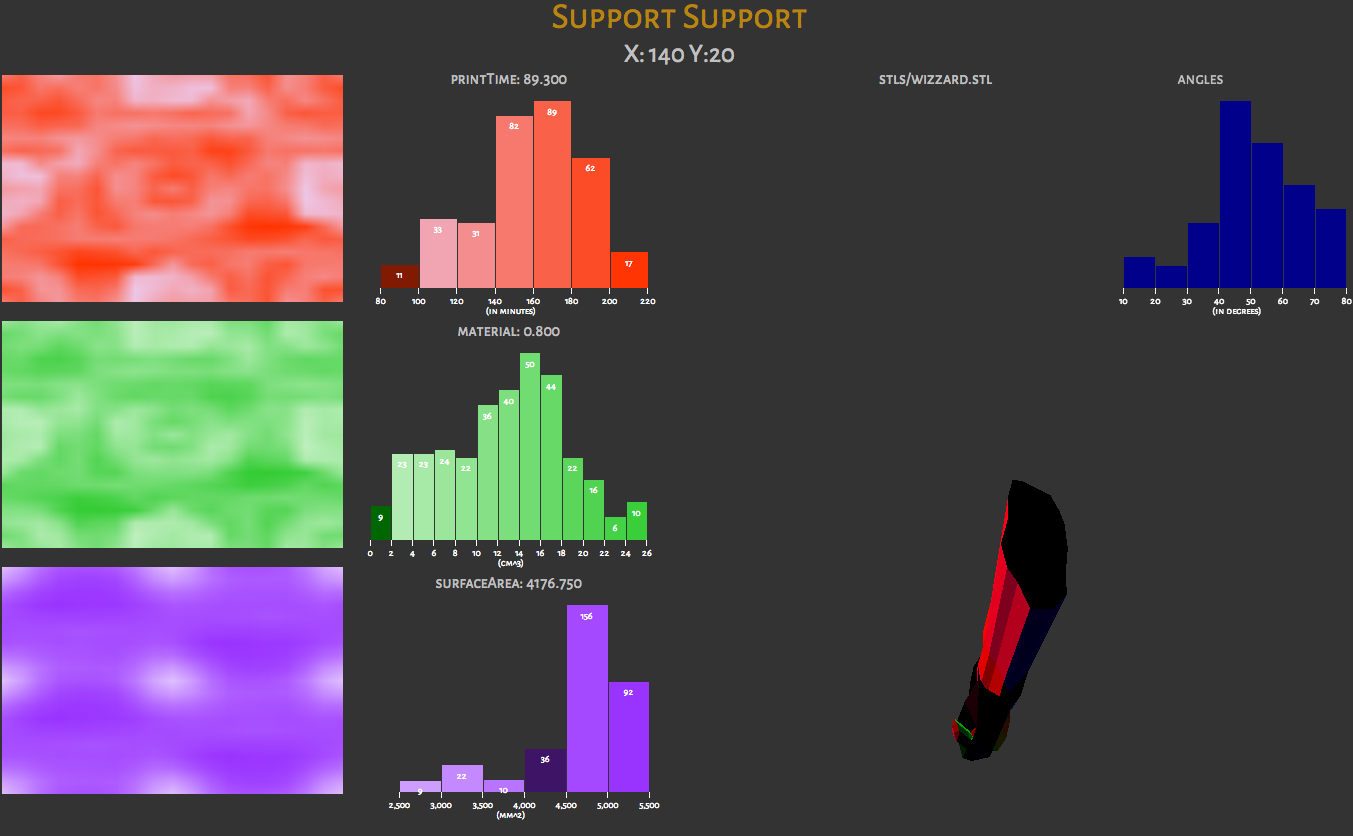 Support Support
X: 140 Y:20
printTime: 89.300
stls/wizzard.stl
angles
11 33 31 82 89 62 17
80 100 120 140 160 180 200 220
(in minutes)
10 20 30 40 50 60 70 80
(in degrees)
material: 0.800
9 23 23 24 22 36 40 50 44 22 16 6 10
0 2 4 6 8 10 12 14 16 18 20 22 24 26
(cm^3)
surfaceArea: 4176.750
9 22 10 36 156 92
2,500 3,000 3,500 4,000 4,500 5,000 5,500
(mm^2)